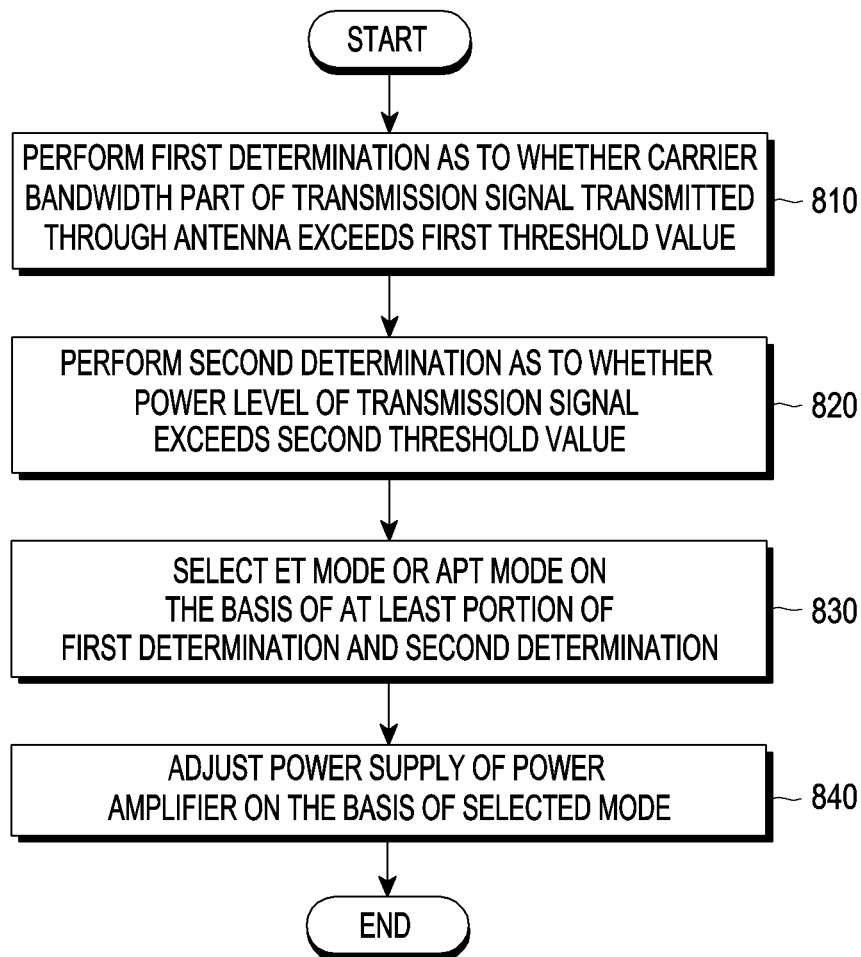 START
PERFORM FIRST DETERMINATION AS TO WHETHER CARRIER
BANDWIDTH PART OF TRANSMISSION SIGNAL TRANSMITTED
THROUGH ANTENNA EXCEEDS FIRST THRESHOLD VALUE
810
PERFORM SECOND DETERMINATION AS TO WHETHER
POWER LEVEL OF TRANSMISSION SIGNAL
EXCEEDS SECOND THRESHOLD VALUE
820
SELECT ET MODE OR APT MODE ON
THE BASIS OF AT LEAST PORTION OF
FIRST DETERMINATION AND SECOND DETERMINATION
830
ADJUST POWER SUPPLY OF POWER
AMPLIFIER ON THE BASIS OF SELECTED MODE
840
END